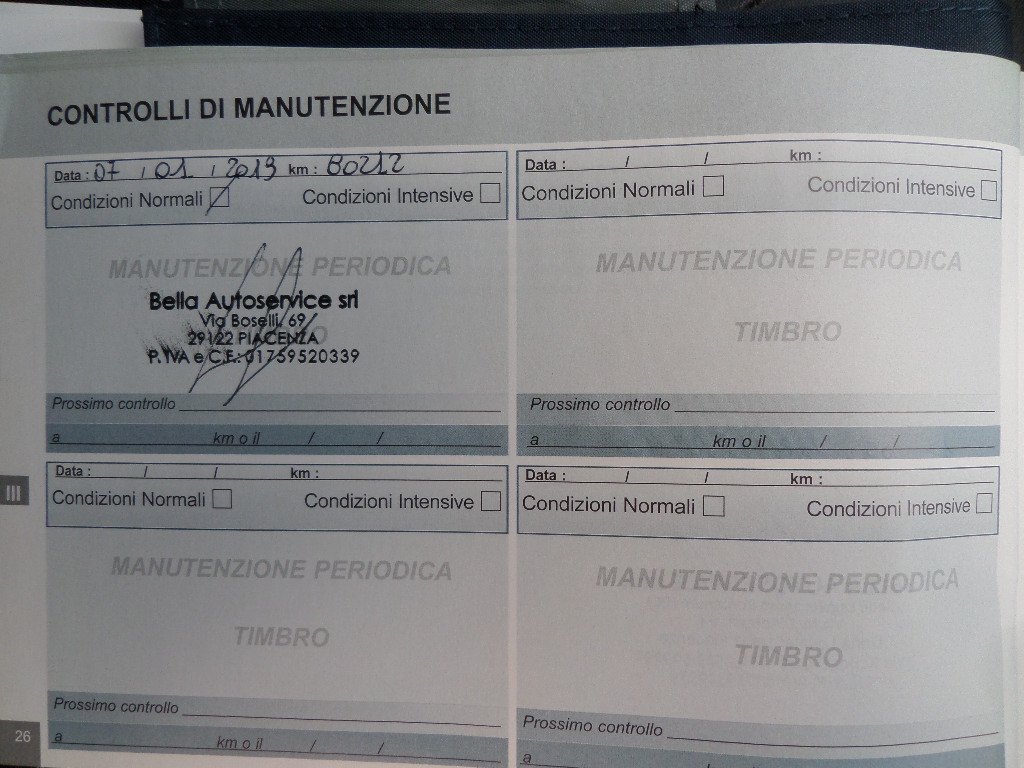 CONTROLLI DI MANUTENZIONE
Data : 07 / 01 / 2019 km : 80212
Condizioni Normali Condizioni Intensive
MANUTENZIONE PERIODICA
Bella Autoservice srl
Via Boselli, 69
29122 PIACENZA
P. IVA e C.F.: 01759520339
Prossimo controllo
a km o il / /
Data : / / km :
Condizioni Normali Condizioni Intensive
MANUTENZIONE PERIODICA
TIMBRO
Prossimo controllo
a km o il / /
III
Data : / / km :
Condizioni Normali Condizioni Intensive
MANUTENZIONE PERIODICA
TIMBRO
Prossimo controllo
a km o il / /
Data : / / km :
Condizioni Normali Condizioni Intensive
MANUTENZIONE PERIODICA
TIMBRO
Prossimo controllo
a
26